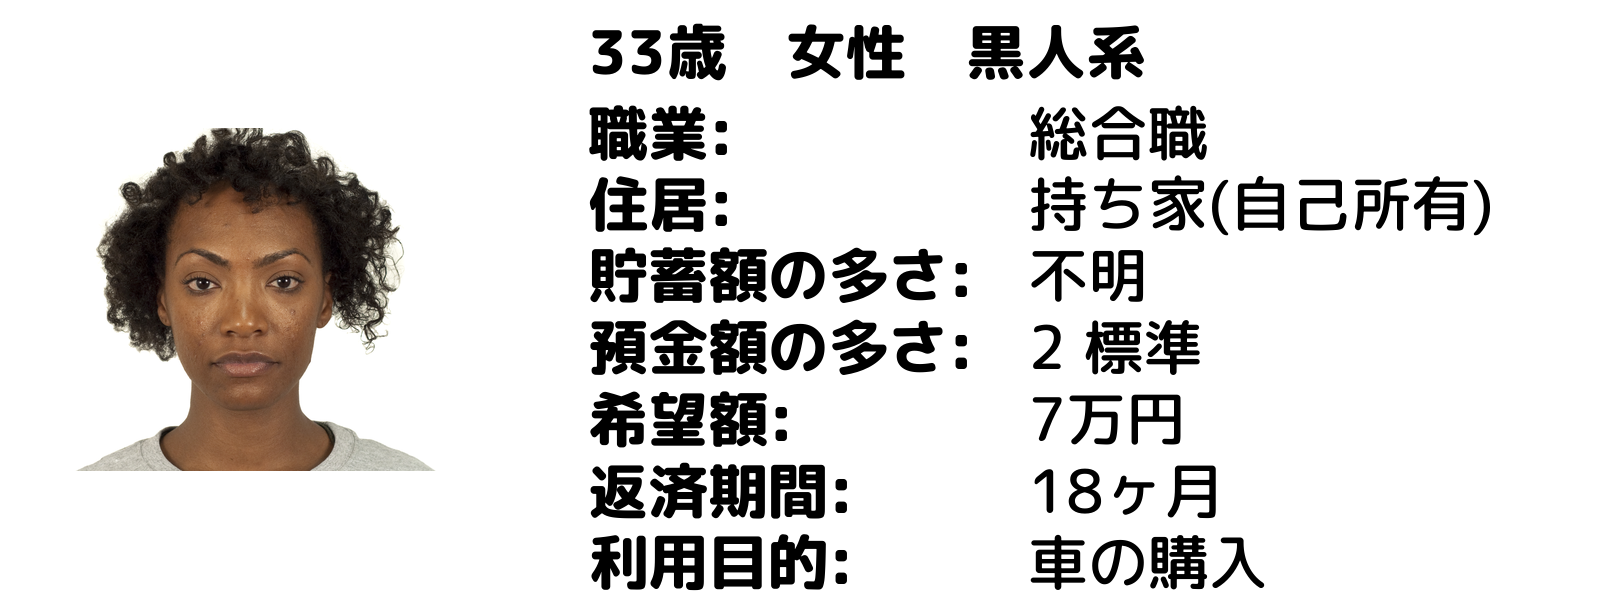 33歳　女性　黒人系
職業: 総合職
住居: 持ち家(自己所有)
貯蓄額の多さ: 不明
預金額の多さ: 2 標準
希望額: 7万円
返済期間: 18ヶ月
利用目的: 車の購入